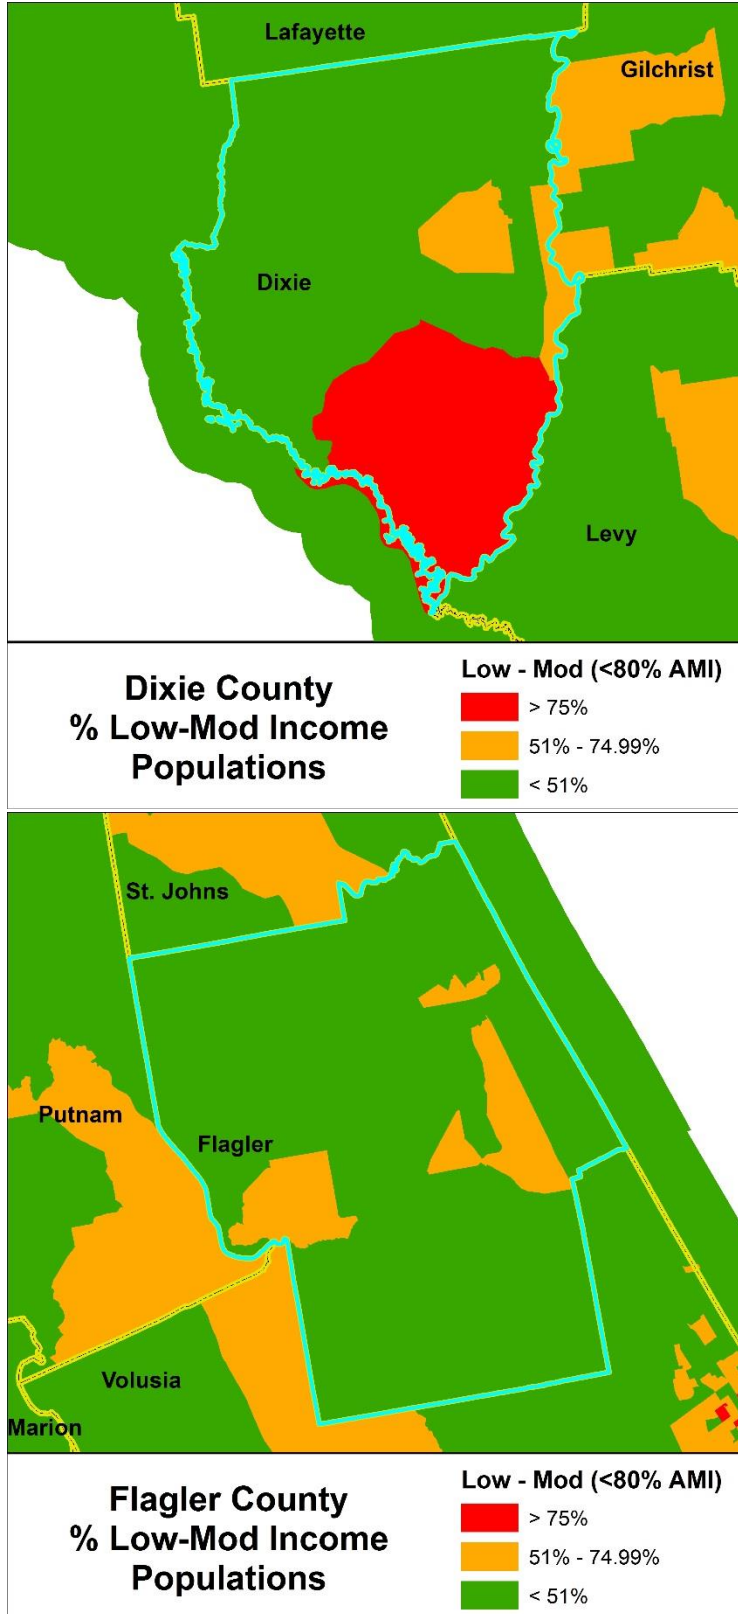 Lafayette
Gilchrist
Dixie
Levy
Dixie County
% Low-Mod Income
Populations
Low - Mod (<80% AMI)
> 75%
51% - 74.99%
< 51%
St. Johns
Putnam
Flagler
Volusia
Marion
Flagler County
% Low-Mod Income
Populations
Low - Mod (<80% AMI)
> 75%
51% - 74.99%
< 51%